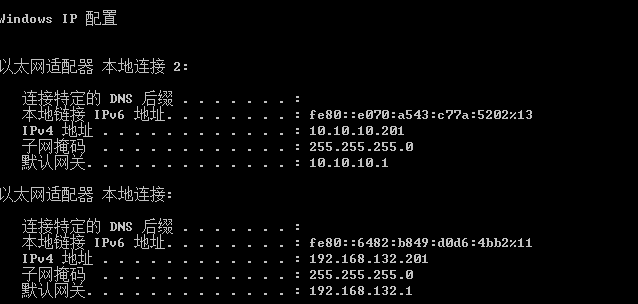 Windows IP 配置
以太网适配器 本地连接 2:
连接特定的 DNS 后缀 . . . . . . . :
本地链接 IPv6 地址. . . . . . . . : fe80::e070:a543:c77a:5202%13
IPv4 地址 . . . . . . . . . . . . : 10.10.10.201
子网掩码  . . . . . . . . . . . . : 255.255.255.0
默认网关. . . . . . . . . . . . . : 10.10.10.1
以太网适配器 本地连接:
连接特定的 DNS 后缀 . . . . . . . :
本地链接 IPv6 地址. . . . . . . . : fe80::6482:b849:d0d6:4bb2%11
IPv4 地址 . . . . . . . . . . . . : 192.168.132.201
子网掩码  . . . . . . . . . . . . : 255.255.255.0
默认网关. . . . . . . . . . . . . : 192.168.132.1